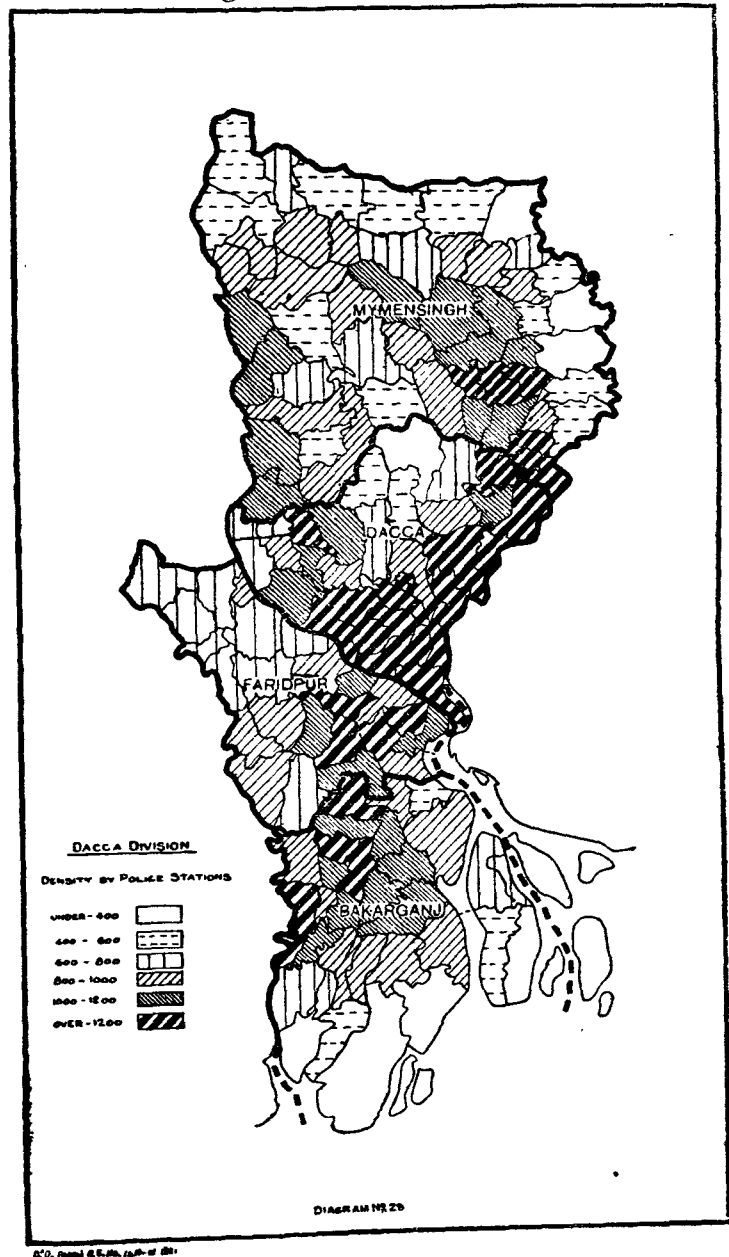 MYMENSINGH
DACCA
FARIDPUR
DACCA DIVISION
DENSITY BY POLICE STATIONS
UNDER-400
400 - 600
600 - 800
800 - 1000
1000 - 1200
OVER - 1200
BAKARGANJ
DIAGRAM Nº. 28